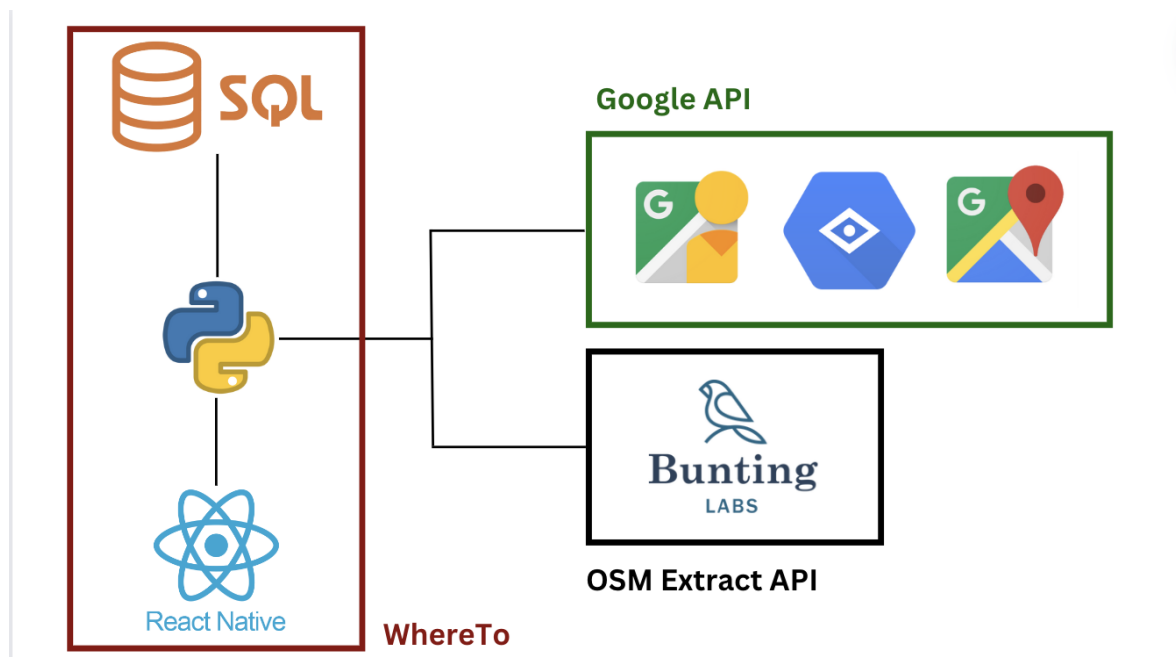 SQL
Google API
G
G
Bunting
LABS
OSM Extract API
React Native
WhereTo